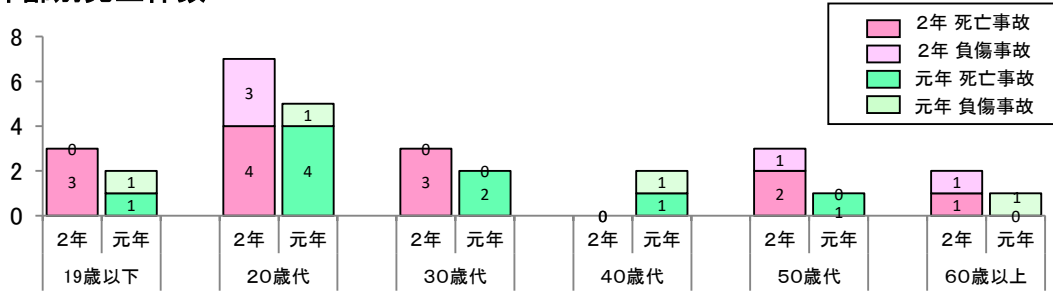 2年 死亡事故
2年 負傷事故
元年 死亡事故
元年 負傷事故
8
6
4
2
0
0 3 1 1
3 4 1 4
0 3 0 2
0 0 1 1
1 2 0 1
1 1 1 0
2年 元年 2年 元年 2年 元年 2年 元年 2年 元年 2年 元年
19歳以下 20歳代 30歳代 40歳代 50歳代 60歳以上